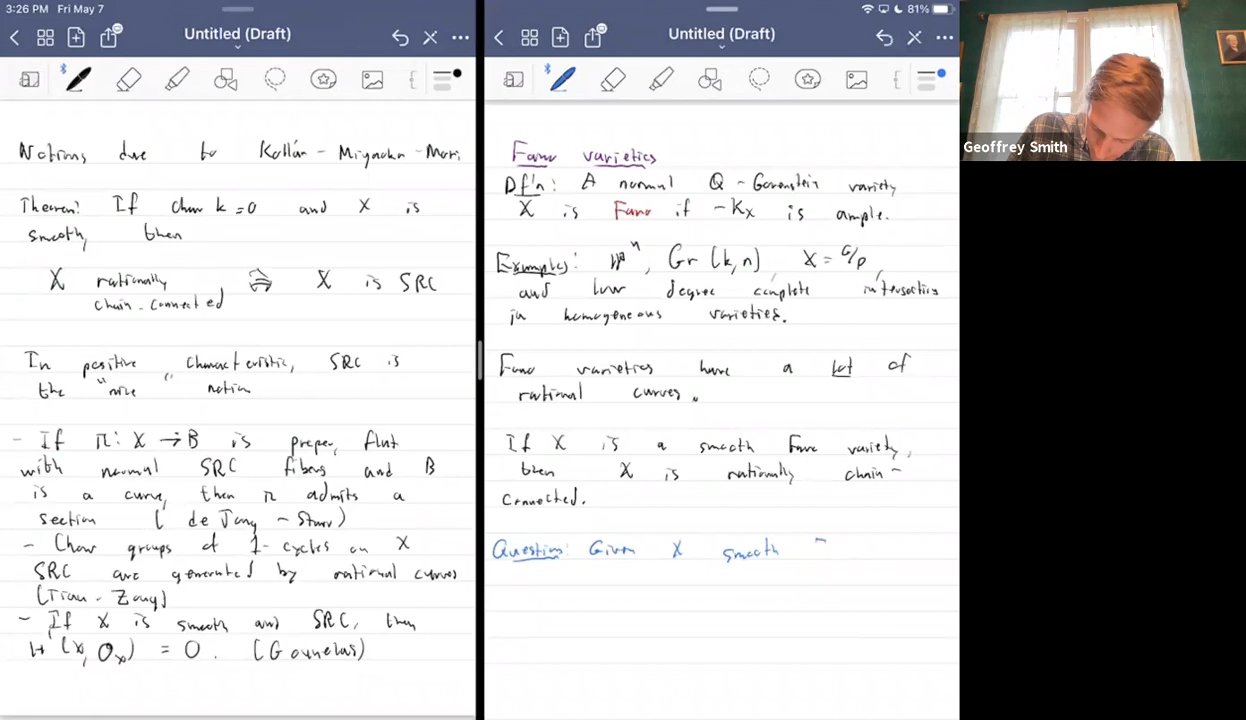 3:26 PM Fri May 7
81%
Untitled (Draft)
Untitled (Draft)
Notions due to Kollár - Miyaoka - Mori.
Theorem: If char k = 0 and X is
smooth, then
X rationally chain-connected ⇔ X is SRC
In positive characteristic, SRC is
the "nice" notion
- If π: X → B is proper, flat
with normal SRC fibers and B
is a curve, then π admits a
section (de Jong - Starr)
- Chow groups of 1-cycles on X
SRC are generated by rational curves
(Tian - Zong)
- If X is smooth and SRC, then
H¹(X, O_X) = 0. (Gounelas)
Fano varieties
Df'n: A normal Q-Gorenstein variety
X is Fano if -K_X is ample.
Examples: ℙⁿ, Gr(k,n), X = G/P,
and low degree complete intersections
in homogeneous varieties.
Fano varieties have a lot of
rational curves.
If X is a smooth Fano variety,
then X is rationally chain-
connected.
Question: Given X smooth
Geoffrey Smith